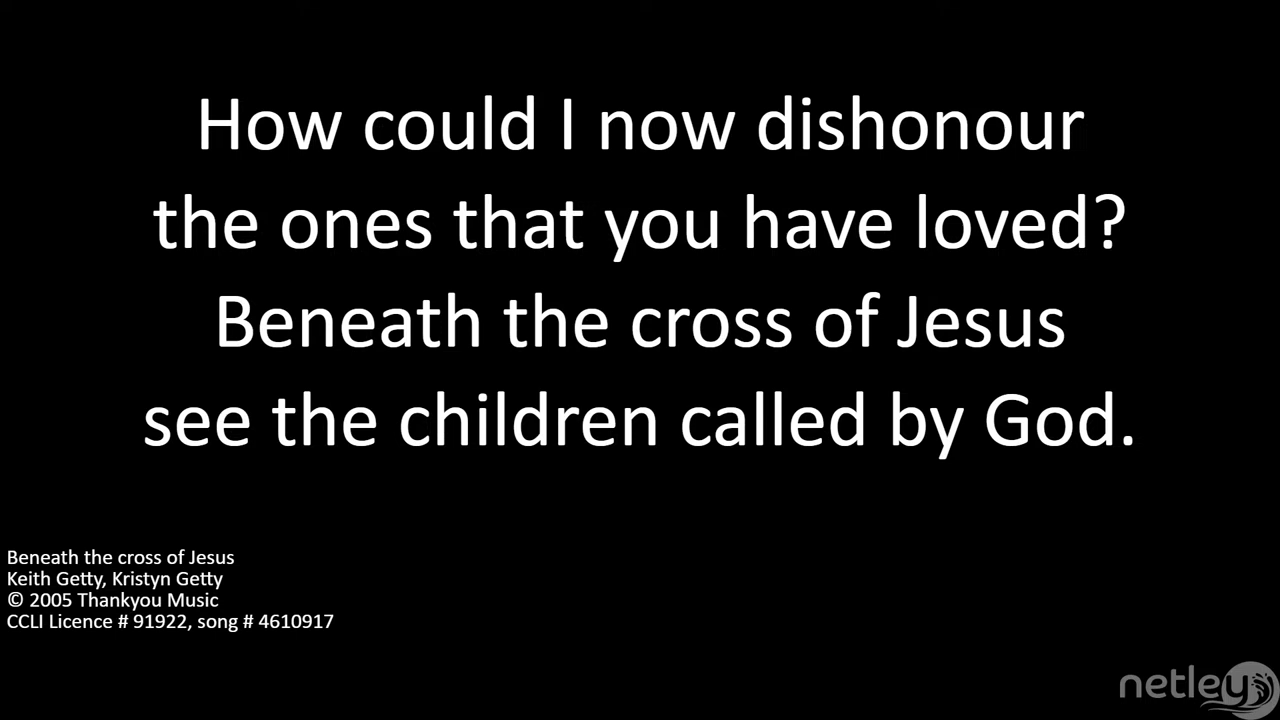 How could I now dishonour
the ones that you have loved?
Beneath the cross of Jesus
see the children called by God.
Beneath the cross of Jesus
Keith Getty, Kristyn Getty
© 2005 Thankyou Music
CCLI Licence # 91922, song # 4610917
netley